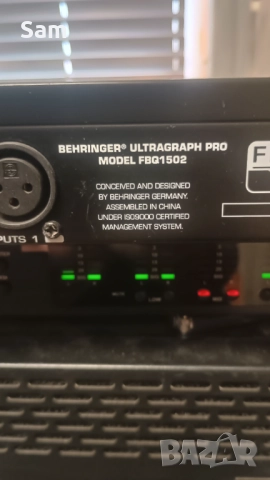 Sam
BEHRINGER® ULTRAGRAPH PRO
MODEL FBQ1502
F
CONCEIVED AND DESIGNED
BY BEHRINGER GERMANY.
ASSEMBLED IN CHINA
UNDER ISO9000 CERTIFIED
MANAGEMENT SYSTEM.
PUTS 1
BAZAR